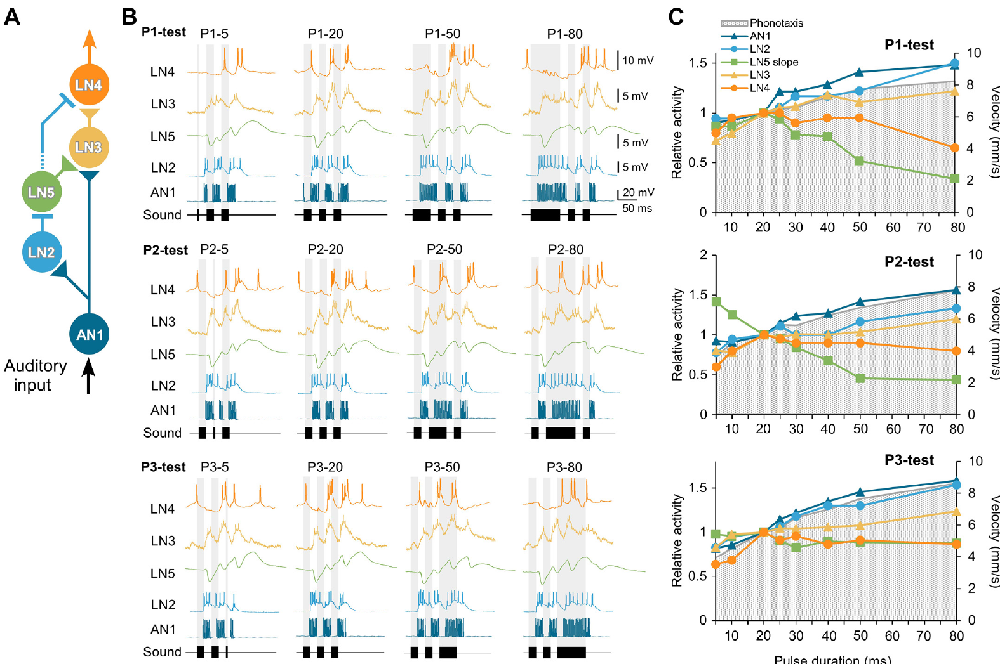 A
LN4
LN3
LN5
LN2
AN1
Auditory
input
B
P1-test P1-5 P1-20 P1-50 P1-80
LN4
10 mV
LN3
5 mV
LN5
5 mV
LN2
5 mV
AN1
20 mV
50 ms
Sound
P2-test P2-5 P2-20 P2-50 P2-80
LN4
LN3
LN5
LN2
AN1
Sound
P3-test P3-5 P3-20 P3-50 P3-80
LN4
LN3
LN5
LN2
AN1
Sound
C
Phonotaxis
AN1
LN2
LN5 slope
LN3
LN4
P1-test
Relative activity
1.5
1
0.5
0
10 20 30 40 50 60 70 80
10
8
6
4
2
0
Velocity (mm/s)
P2-test
Relative activity
2
1.5
1
0.5
0
10 20 30 40 50 60 70 80
10
8
6
4
2
0
Velocity (mm/s)
P3-test
Relative activity
1.5
1
0.5
0
10 20 30 40 50 60 70 80
10
8
6
4
2
0
Velocity (mm/s)
Pulse duration (ms)